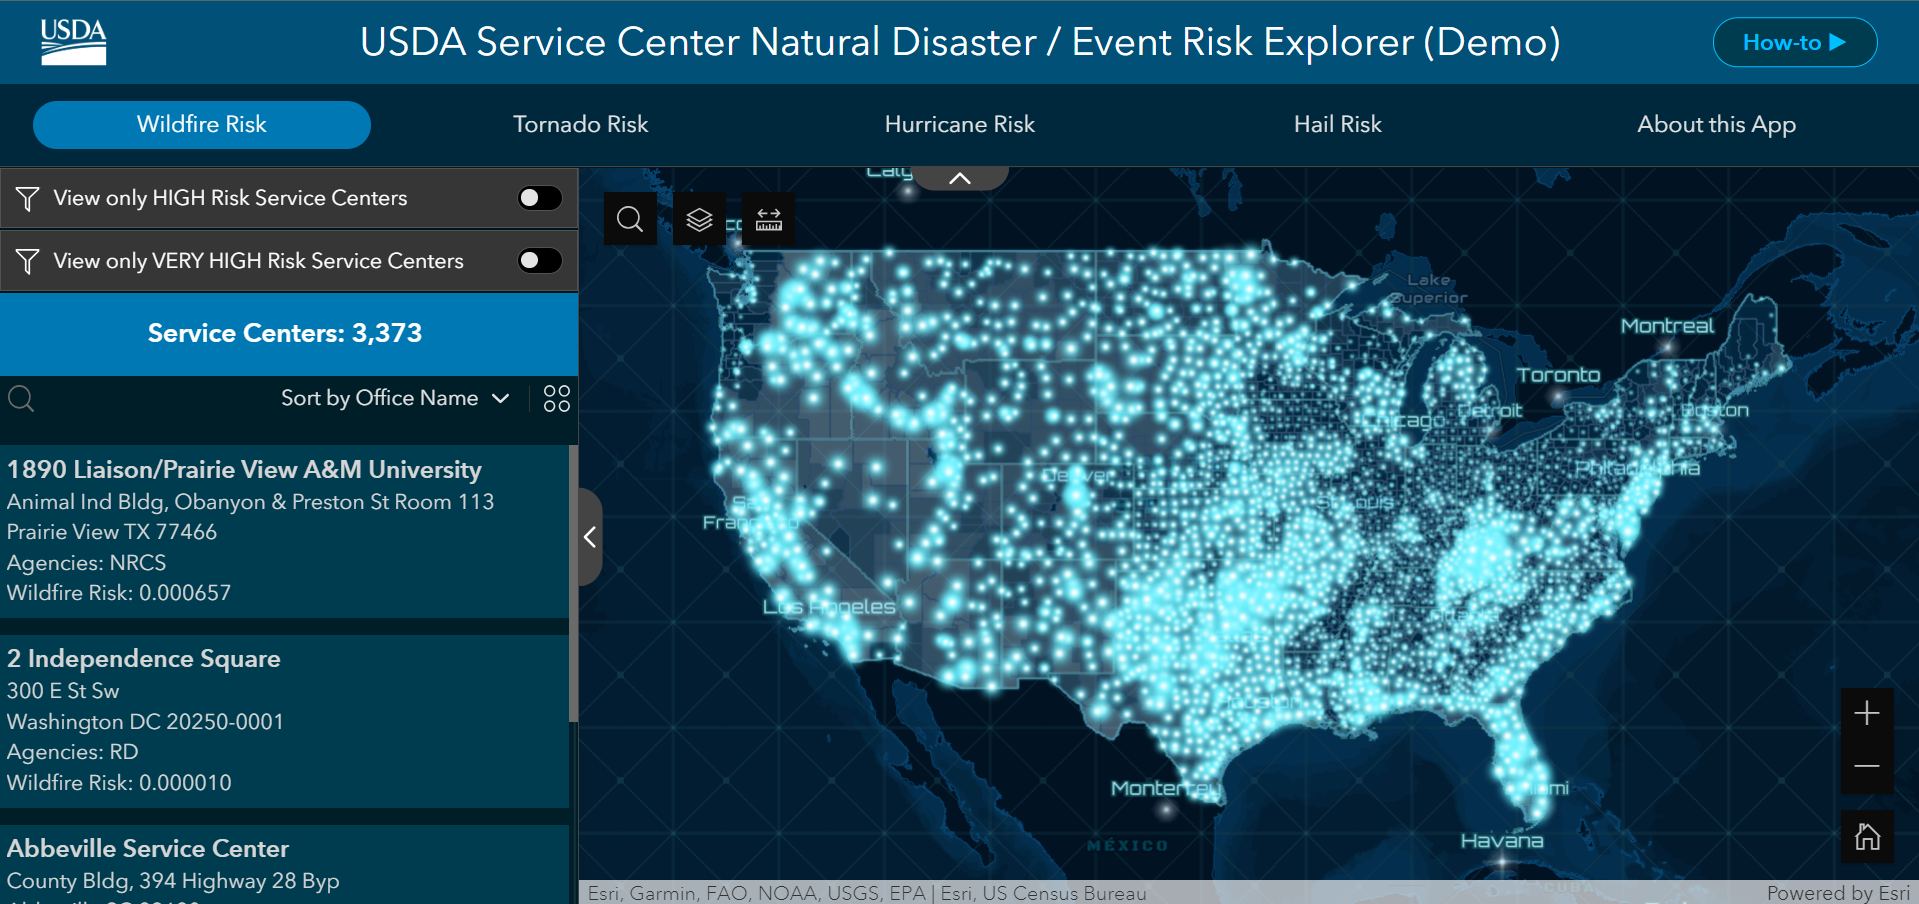 USDA
USDA Service Center Natural Disaster / Event Risk Explorer (Demo)
How-to
Wildfire Risk
Tornado Risk
Hurricane Risk
Hail Risk
About this App
View only HIGH Risk Service Centers
View only VERY HIGH Risk Service Centers
Service Centers: 3,373
Sort by Office Name
1890 Liaison/Prairie View A&M University
Animal Ind Bldg, Obanyon & Preston St Room 113
Prairie View TX 77466
Agencies: NRCS
Wildfire Risk: 0.000657
2 Independence Square
300 E St Sw
Washington DC 20250-0001
Agencies: RD
Wildfire Risk: 0.000010
Abbeville Service Center
County Bldg, 394 Highway 28 Byp
Lake
Superior
Montreal
Toronto
Detroit
Chicago
Boston
Philadelphia
Denver
St Louis
San
Francisco
Los Angeles
Houston
Monterrey
Miami
Havana
MÉXICO
CUBA
Esri, Garmin, FAO, NOAA, USGS, EPA | Esri, US Census Bureau
Powered by Esri